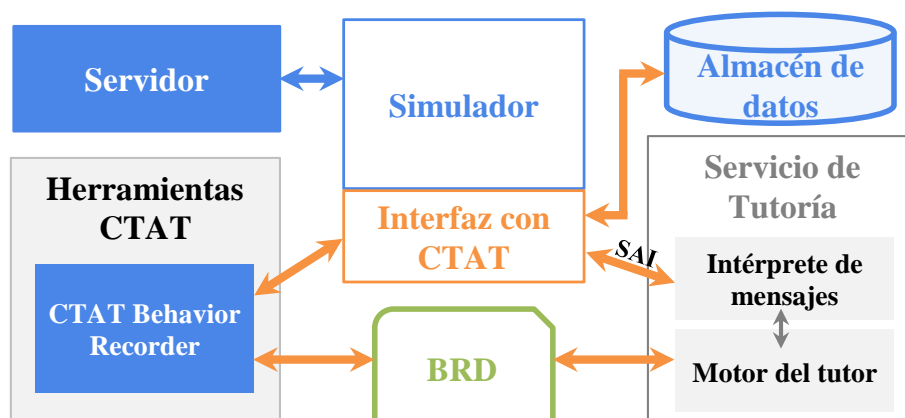 Servidor
Simulador
Almacén de
datos
Herramientas
CTAT
Interfaz con
CTAT
Servicio de
Tutoría
SAI
Intérprete de
mensajes
CTAT Behavior
Recorder
BRD
Motor del tutor